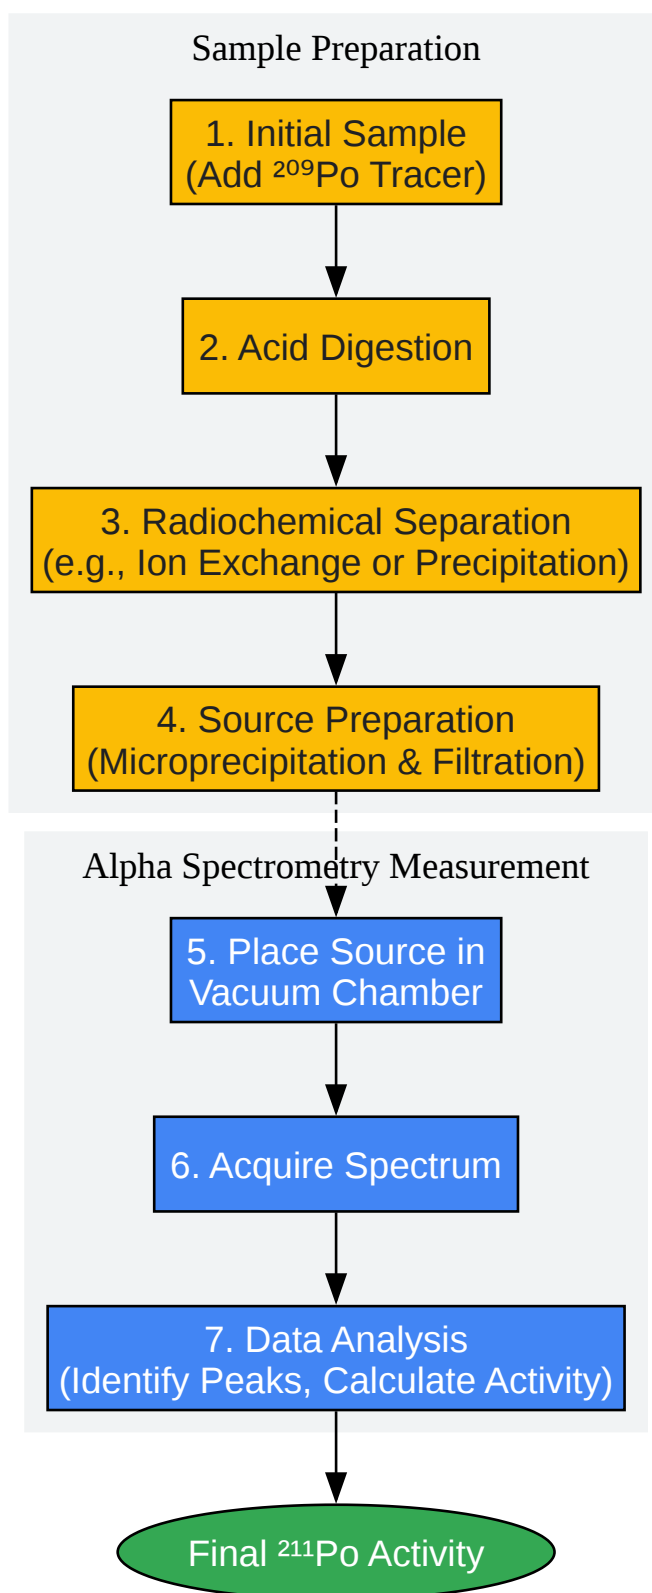 Sample Preparation
1. Initial Sample
(Add ²⁰⁹Po Tracer)
2. Acid Digestion
3. Radiochemical Separation
(e.g., Ion Exchange or Precipitation)
4. Source Preparation
(Microprecipitation & Filtration)
Alpha Spectrometry Measurement
5. Place Source in
Vacuum Chamber
6. Acquire Spectrum
7. Data Analysis
(Identify Peaks, Calculate Activity)
Final ²¹¹Po Activity